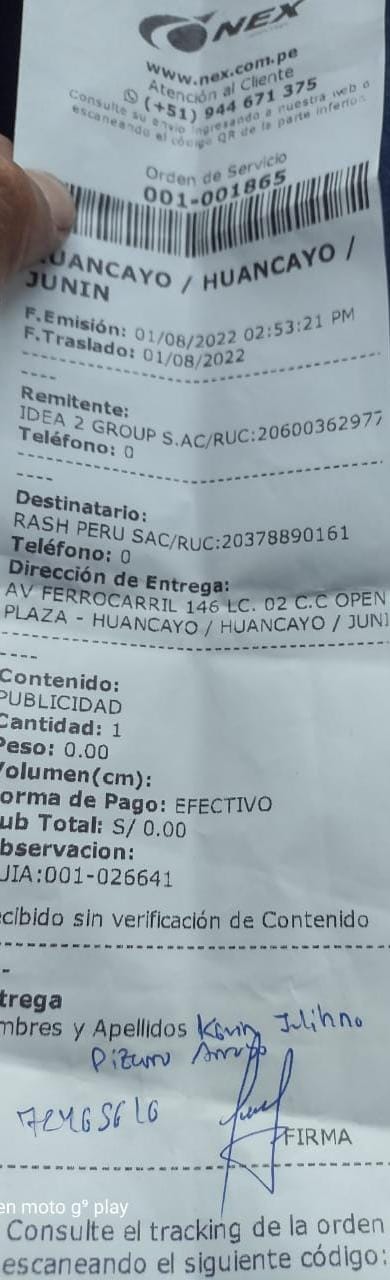 NEX
www.nex.com.pe
Atención al Cliente
(+51) 944 671 375
Consulte su envío ingresando a nuestra web o
escaneando el código QR de la parte inferior
Orden de Servicio
001-001865
HUANCAYO / HUANCAYO /
JUNIN
F.Emisión: 01/08/2022 02:53:21 PM
F.Traslado: 01/08/2022
----
Remitente:
IDEA 2 GROUP S.AC/RUC:20600362977
Teléfono: 0
----
Destinatario:
RASH PERU SAC/RUC:20378890161
Teléfono: 0
Dirección de Entrega:
AV FERROCARRIL 146 LC. 02 C.C OPEN
PLAZA - HUANCAYO / HUANCAYO / JUNI
----
Contenido:
PUBLICIDAD
Cantidad: 1
Peso: 0.00
Volumen(cm):
orma de Pago: EFECTIVO
ub Total: S/ 0.00
bservacion:
UIA:001-026641
cibido sin verificación de Contenido
-
trega
mbres y Apellidos Kevin Julihno
Pizarro
FIRMA
en moto g⁹ play
Consulte el tracking de la orden
escaneando el siguiente código: